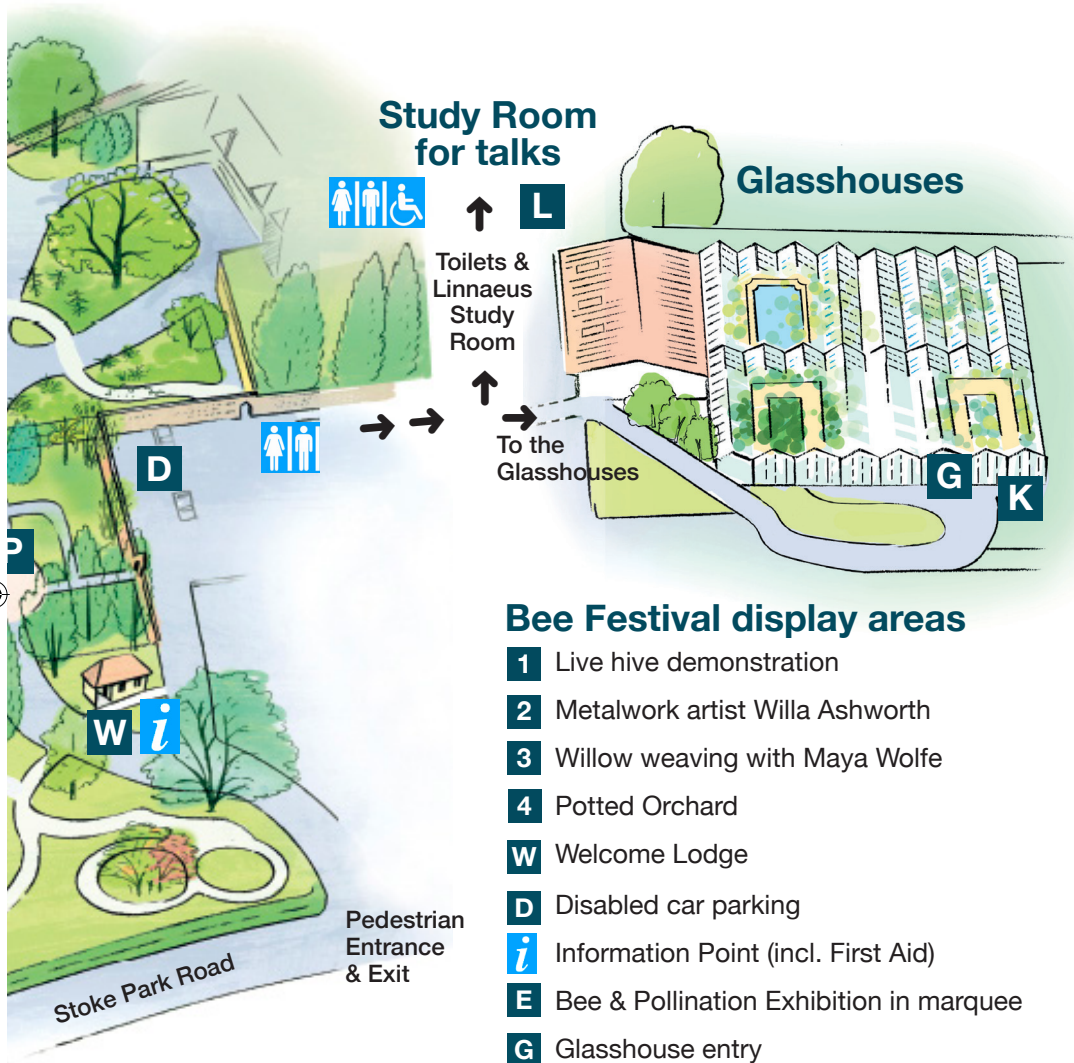 Study Room
for talks
L
Glasshouses
Toilets &
Linnaeus
Study
Room
D
To the
Glasshouses
G
K
P
W i
Bee Festival display areas
1 Live hive demonstration
2 Metalwork artist Willa Ashworth
3 Willow weaving with Maya Wolfe
4 Potted Orchard
W Welcome Lodge
D Disabled car parking
i Information Point (incl. First Aid)
E Bee & Pollination Exhibition in marquee
G Glasshouse entry
Pedestrian
Entrance
& Exit
Stoke Park Road